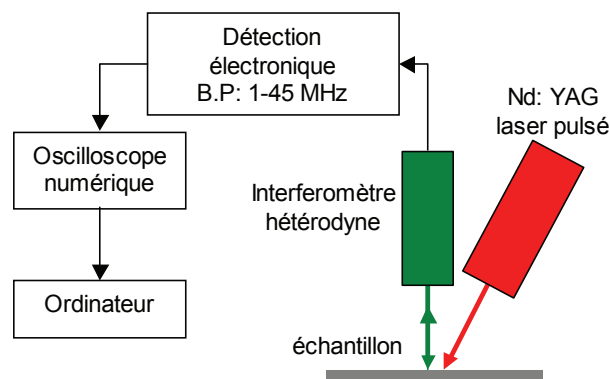 Détection
électronique
B.P: 1-45 MHz
Nd: YAG
laser pulsé
Oscilloscope
numérique
Interferomètre
hétérodyne
Ordinateur
échantillon